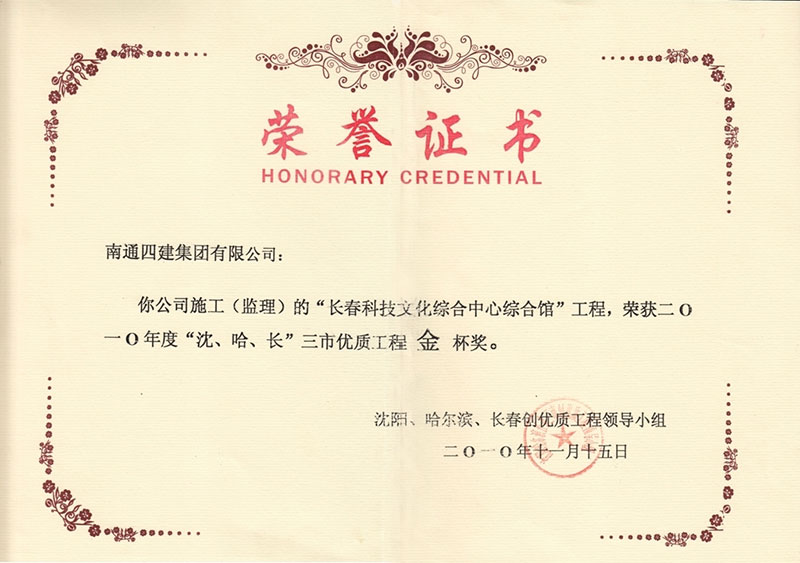 荣誉证书
HONORARY CREDENTIAL
南通四建集团有限公司：
你公司施工（监理）的“长春科技文化综合中心综合馆”工程，荣获二O
一O年度“沈、哈、长”三市优质工程 金 杯奖。
沈阳、哈尔滨、长春创优质工程领导小组
二O一O年十一月十五日